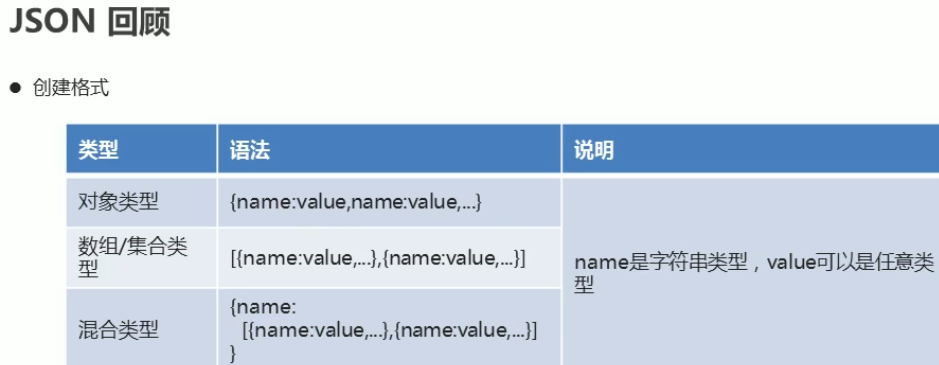 JSON 回顾
● 创建格式
类型 语法 说明
对象类型 {name:value,name:value,...}
数组/集合类
型
[{name:value,...},{name:value,...}]
name是字符串类型，value可以是任意类
型
混合类型
{name:
[{name:value,...},{name:value,...}]
}